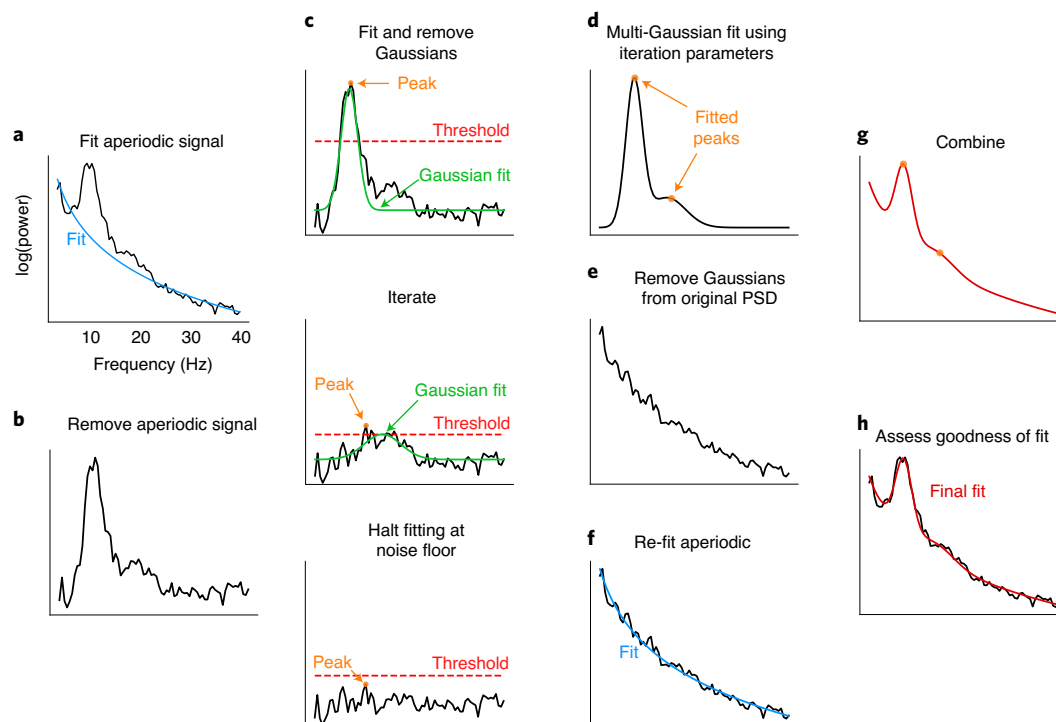 a
Fit aperiodic signal
log(power)
Fit
10
20
30
40
Frequency (Hz)
b
Remove aperiodic signal
c
Fit and remove
Gaussians
Peak
Threshold
Gaussian fit
Iterate
Peak
Gaussian fit
Threshold
Halt fitting at
noise floor
Threshold
Peak
d
Multi-Gaussian fit using
iteration parameters
Fitted
peaks
e
Remove Gaussians
from original PSD
f
Re-fit aperiodic
Fit
g
Combine
h
Assess goodness of fit
Final fit